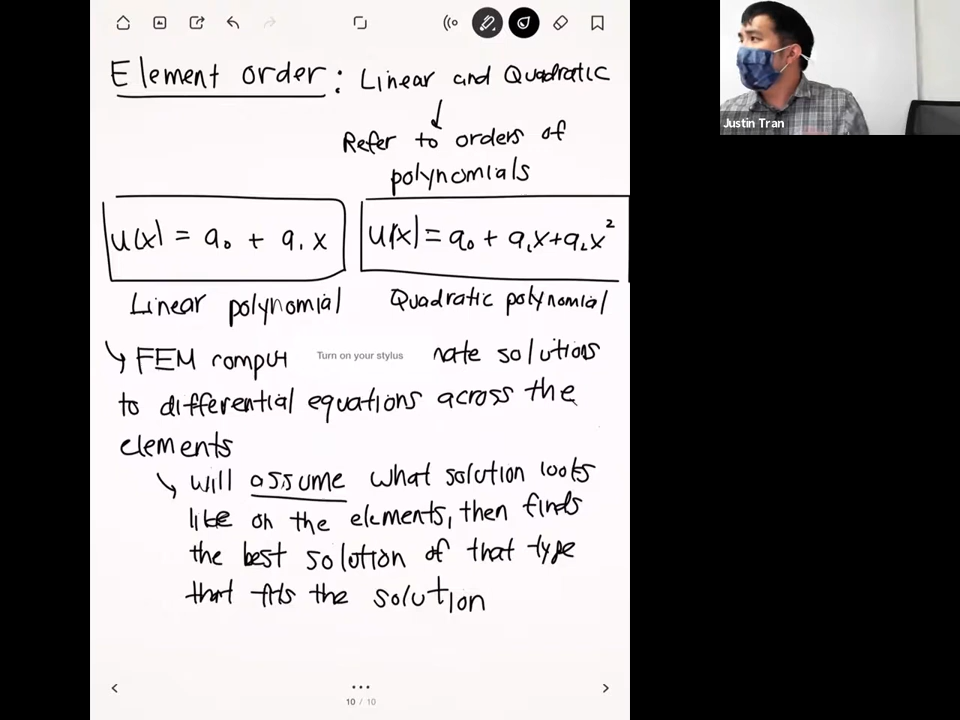 Justin Tran
Element order: Linear and Quadratic
Refer to orders of
polynomials
u(x) = a₀ + a₁ x
u(x) = a₀ + a₁x+a₂x²
Linear polynomial
Quadratic polynomial
↳ FEM comput
Turn on your stylus
nate solutions
to differential equations across the
elements
↳ will assume what solution looks
like on the elements, then finds
the best solution of that type
that fits the solution
10 / 10